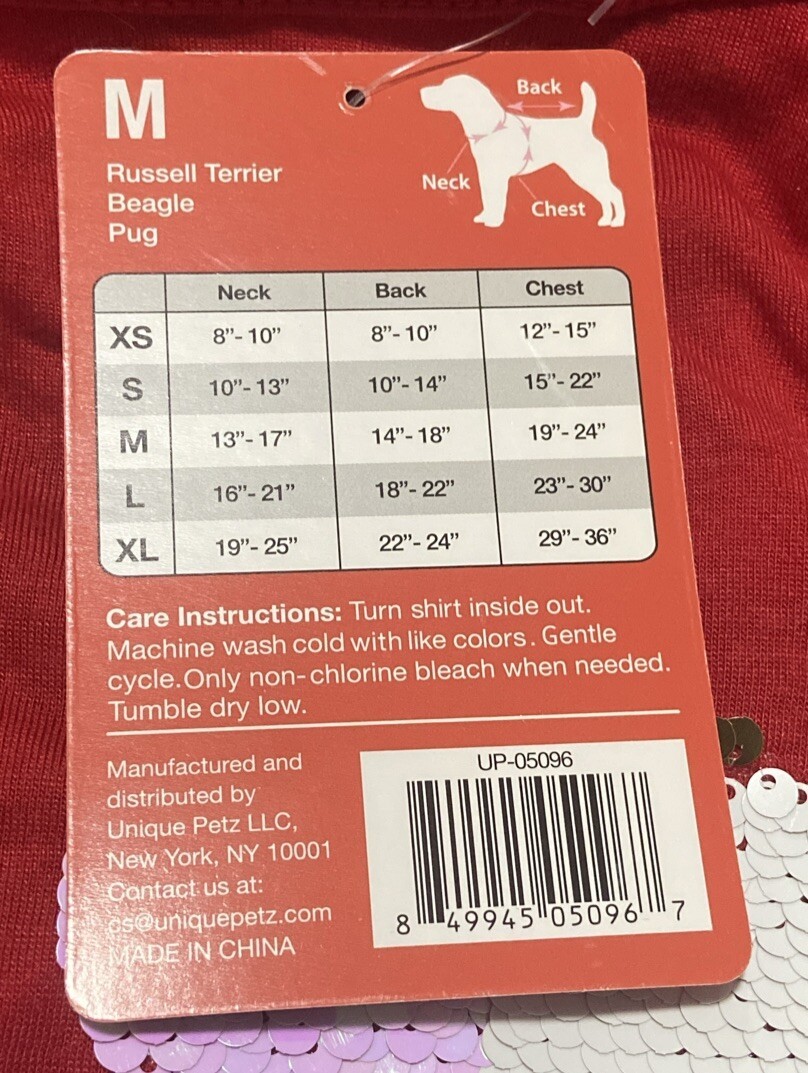 M
Russell Terrier
Beagle
Pug
Back
Neck
Chest
Neck Back Chest
XS 8”- 10” 8”- 10” 12”- 15”
S 10”- 13” 10”- 14” 15”- 22”
M 13”- 17” 14”- 18” 19”- 24”
L 16”- 21” 18”- 22” 23”- 30”
XL 19”- 25” 22”- 24” 29”- 36”
Care Instructions: Turn shirt inside out.
Machine wash cold with like colors. Gentle
cycle.Only non-chlorine bleach when needed.
Tumble dry low.
Manufactured and
distributed by
Unique Petz LLC,
New York, NY 10001
Contact us at:
cs@uniquepetz.com
MADE IN CHINA
UP-05096
8 49945 05096 7